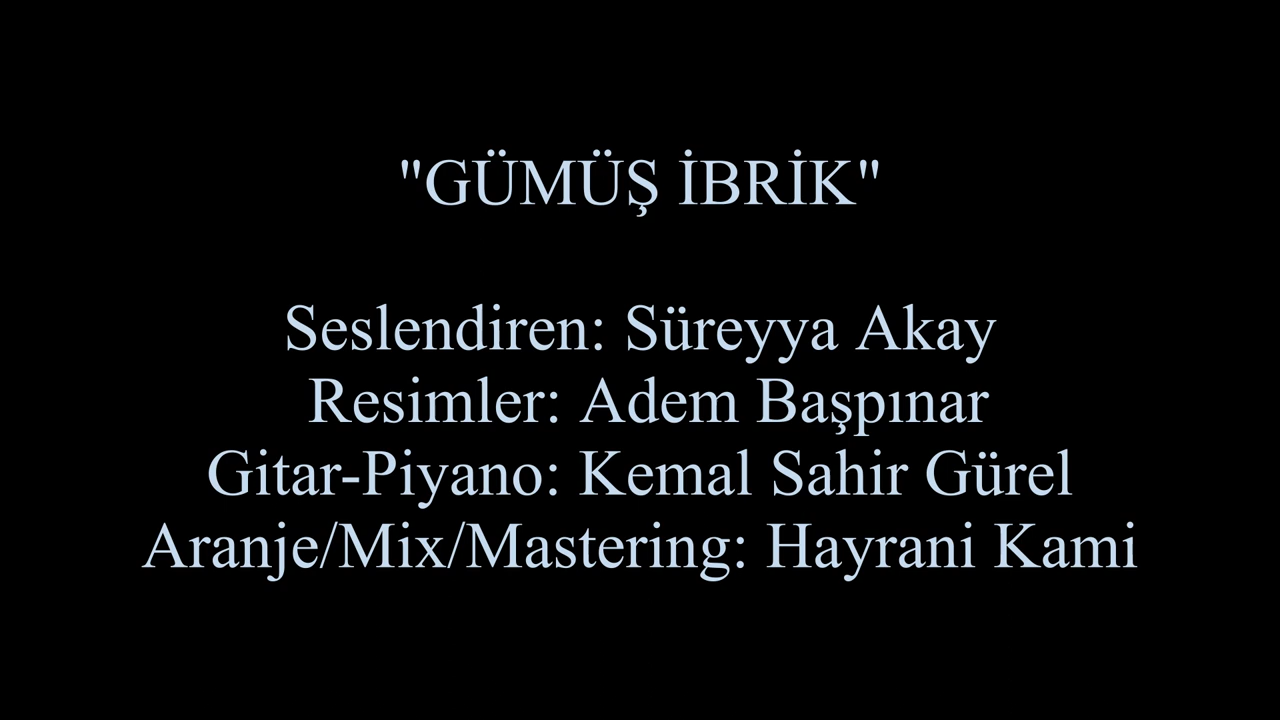 "GÜMÜŞ İBRİK"
Seslendiren: Süreyya Akay
Resimler: Adem Başpınar
Gitar-Piyano: Kemal Sahir Gürel
Aranje/Mix/Mastering: Hayrani Kami